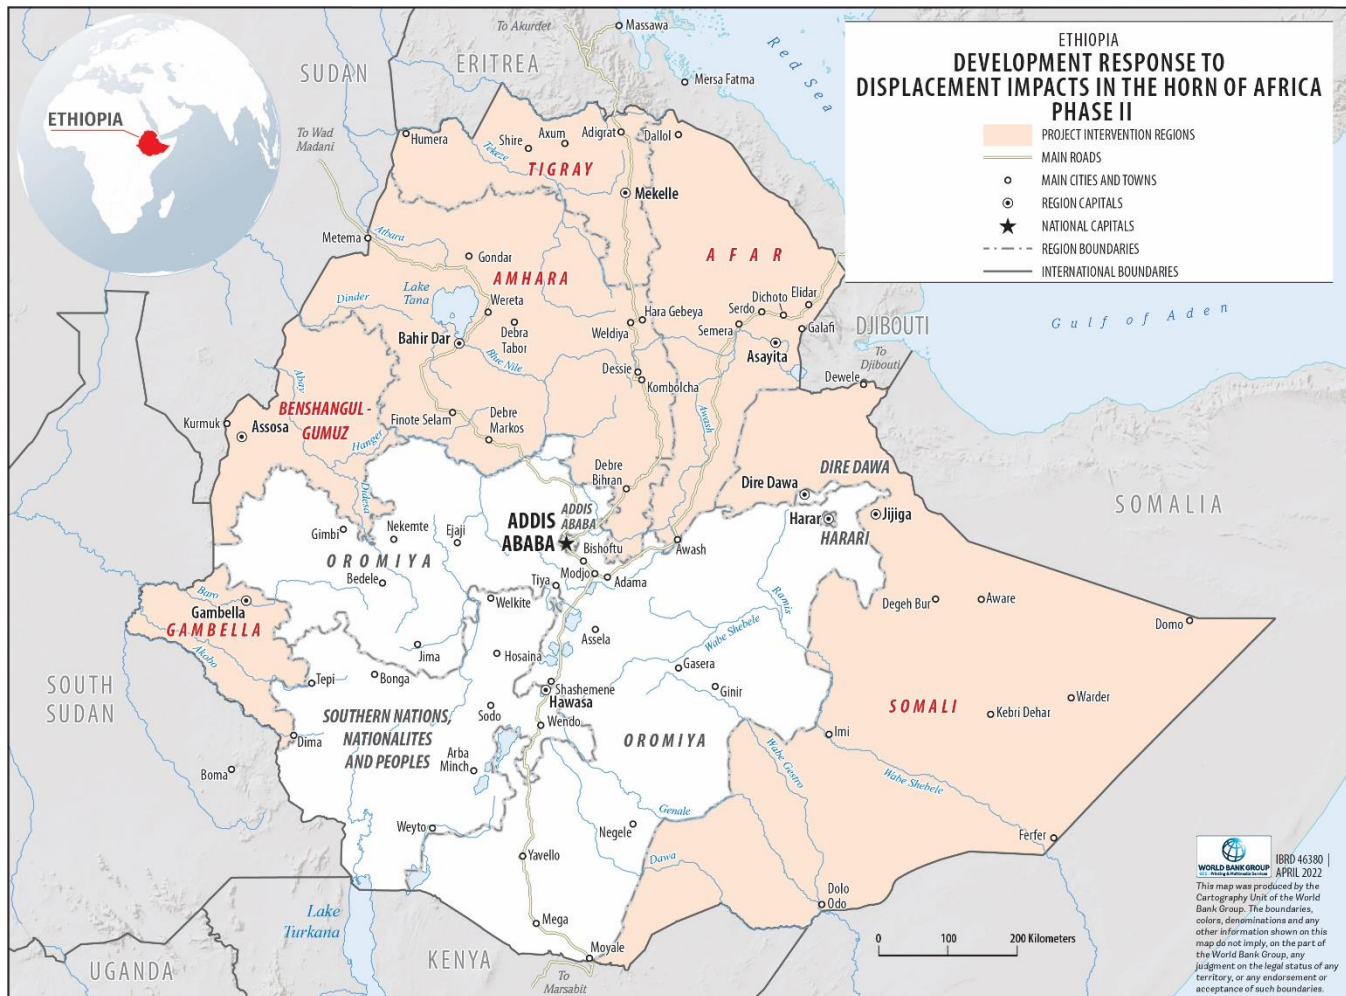 ETHIOPIA
DEVELOPMENT RESPONSE TO
DISPLACEMENT IMPACTS IN THE HORN OF AFRICA
PHASE II
PROJECT INTERVENTION REGIONS
MAIN ROADS
MAIN CITIES AND TOWNS
REGION CAPITALS
NATIONAL CAPITALS
REGION BOUNDARIES
INTERNATIONAL BOUNDARIES
ETHIOPIA
SUDAN
To Akurdet
Massawa
ERITREA
Red Sea
Mersa Fatma
To Wad
Madani
Humera
Shire
Axum
Adigrat
Dallol
Tekeze
TIGRAY
Mekelle
Metema
Atbara
Gondar
AMHARA
AFAR
Dinder
Lake
Tana
Wereta
Debra
Tabor
Bahir Dar
Blue Nile
Weldiya
Hara Gebeya
Semera
Serdo
Dichoto
Elidar
Galafi
Asayita
DJIBOUTI
To
Djibouti
Gulf of Aden
Dewele
Dessie
Kombolcha
Awash
Abay
BENSHANGUL-
GUMUZ
Kurmuk
Assosa
Hanger
Didesa
Finote Selam
Debre
Markos
Debre
Bihran
DIRE DAWA
Dire Dawa
Harar
HARARI
Jijiga
SOMALIA
ADDIS
ABABA
ADDIS
ABABA
Gimbi
Nekemte
Ejaji
OROMIYA
Bedele
Bishoftu
Modjo
Adama
Awash
Tiya
Welkite
Baro
Gambella
GAMBELLA
Akobo
Jima
Hosaina
Assela
Ramis
Wabe Shebele
Degeh Bur
Aware
Domo
SOUTH
SUDAN
Tepi
Bonga
Shashemene
Hawasa
Gasera
Ginir
Sodo
Wendo
SOUTHERN NATIONS,
NATIONALITES
AND PEOPLES
OROMIYA
SOMALI
Kebri Dehar
Warder
Dima
Boma
Arba
Minch
Imi
Wabe Gestro
Wabe Shebele
Genale
Negele
Weyto
Yavello
Dawa
Ferfer
Dolo
Odo
Lake
Turkana
Mega
Moyale
KENYA
To
Marsabit
UGANDA
0 100 200 Kilometers
WORLD BANK GROUP
IBRD 46380 |
APRIL 2022
This map was produced by the
Cartography Unit of the World
Bank Group. The boundaries,
colors, denominations and any
other information shown on this
map do not imply, on the part of
the World Bank Group, any
judgment on the legal status of any
territory, or any endorsement or
acceptance of such boundaries.